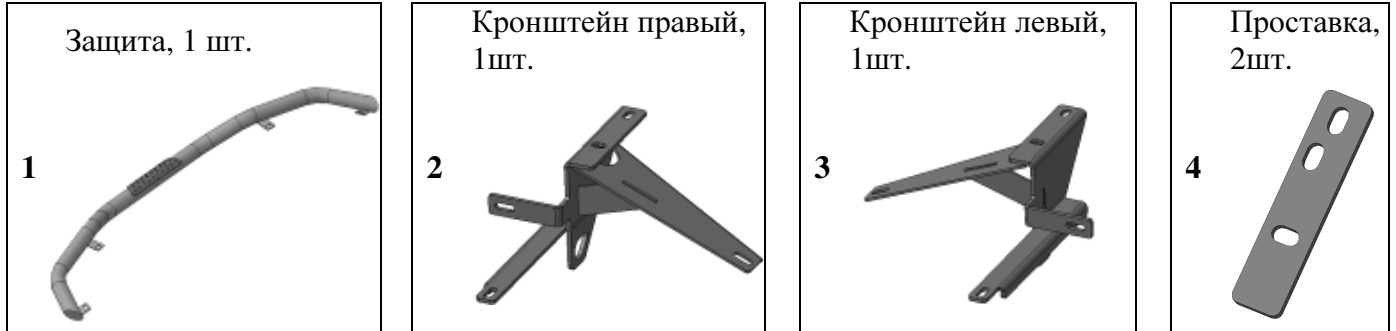 Защита, 1 шт.
1
Кронштейн правый,
1шт.
2
Кронштейн левый,
1шт.
3
Проставка,
2шт.
4